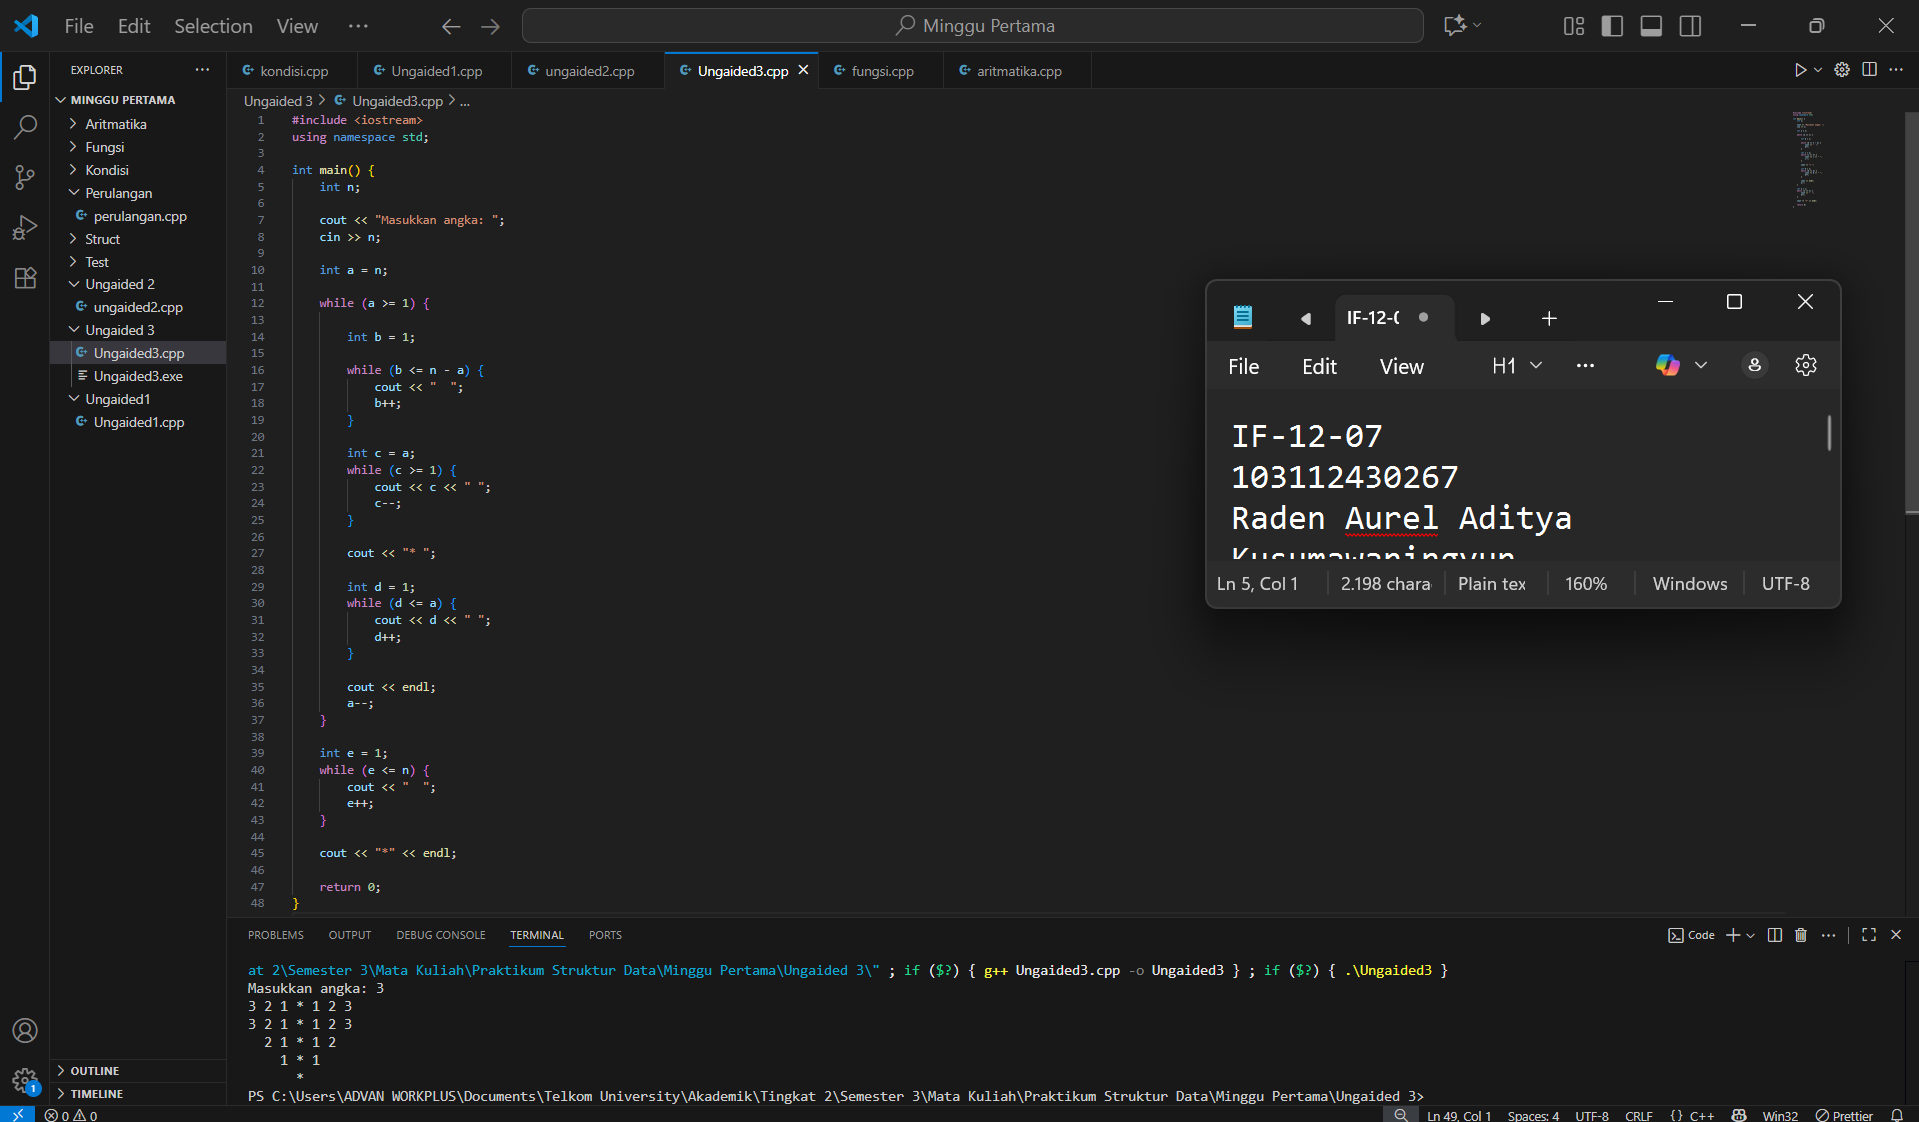 File Edit Selection View ···
Minggu Pertama
EXPLORER ···
kondisi.cpp Ungaided1.cpp ungaided2.cpp Ungaided3.cpp fungsi.cpp aritmatika.cpp
MINGGU PERTAMA
Aritmatika
Fungsi
Kondisi
Perulangan
perulangan.cpp
Struct
Test
Ungaided 2
ungaided2.cpp
Ungaided 3
Ungaided3.cpp
Ungaided3.exe
Ungaided1
Ungaided1.cpp
OUTLINE
TIMELINE
Ungaided 3 > Ungaided3.cpp > ...
1 #include <iostream>
2 using namespace std;
3
4 int main() {
5 int n;
6
7 cout << "Masukkan angka: ";
8 cin >> n;
9
10 int a = n;
11
12 while (a >= 1) {
13
14 int b = 1;
15
16 while (b <= n - a) {
17 cout << "  ";
18 b++;
19 }
20
21 int c = a;
22 while (c >= 1) {
23 cout << c << " ";
24 c--;
25 }
26
27 cout << "* ";
28
29 int d = 1;
30 while (d <= a) {
31 cout << d << " ";
32 d++;
33 }
34
35 cout << endl;
36 a--;
37 }
38
39 int e = 1;
40 while (e <= n) {
41 cout << "  ";
42 e++;
43 }
44
45 cout << "*" << endl;
46
47 return 0;
48 }
IF-12-0
File Edit View H1 ···
IF-12-07
103112430267
Raden Aurel Aditya
Kusumawaningyun
Ln 5, Col 1 2.198 chara Plain tex 160% Windows UTF-8
PROBLEMS OUTPUT DEBUG CONSOLE TERMINAL PORTS Code
at 2\Semester 3\Mata Kuliah\Praktikum Struktur Data\Minggu Pertama\Ungaided 3\" ; if ($?) { g++ Ungaided3.cpp -o Ungaided3 } ; if ($?) { .\Ungaided3 }
Masukkan angka: 3
3 2 1 * 1 2 3
3 2 1 * 1 2 3
2 1 * 1 2
1 * 1
*
PS C:\Users\ADVAN WORKPLUS\Documents\Telkom University\Akademik\Tingkat 2\Semester 3\Mata Kuliah\Praktikum Struktur Data\Minggu Pertama\Ungaided 3>
1
0 0 Ln 49, Col 1 Spaces: 4 UTF-8 CRLF {} C++ Win32 Prettier